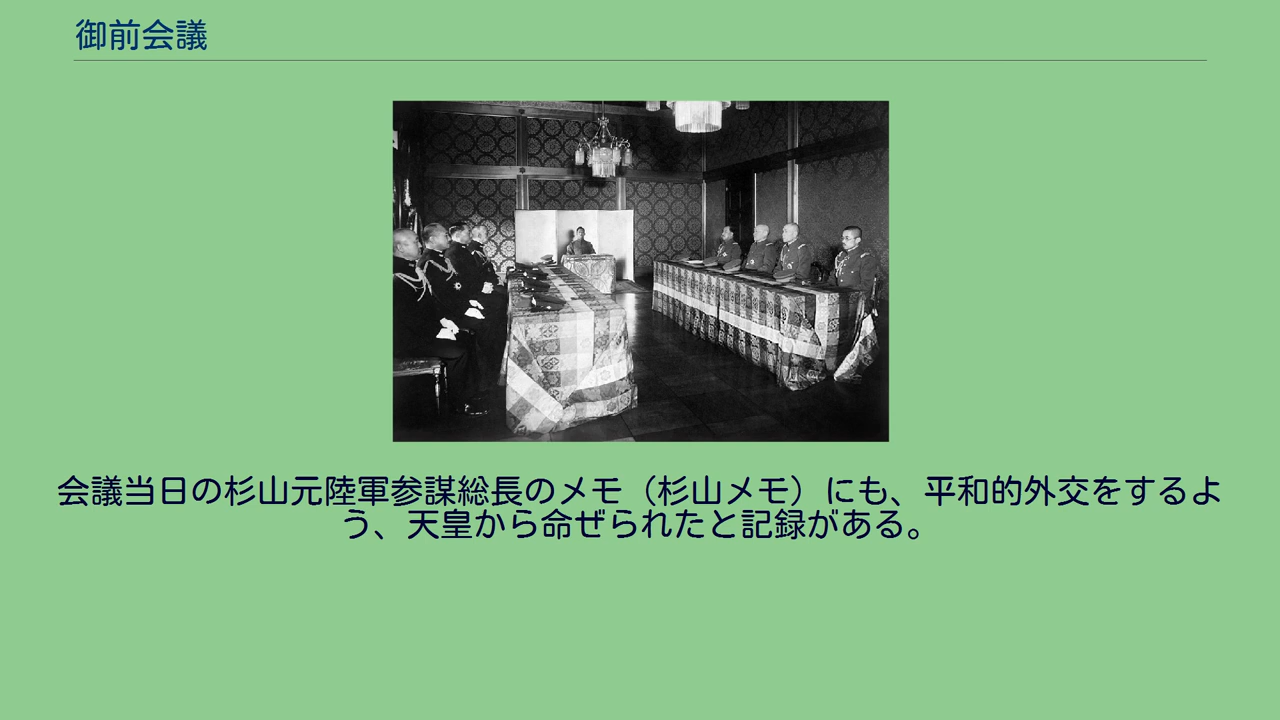 御前会議
会議当日の杉山元陸軍参謀総長のメモ（杉山メモ）にも、平和的外交をするよ
う、天皇から命ぜられたと記録がある。